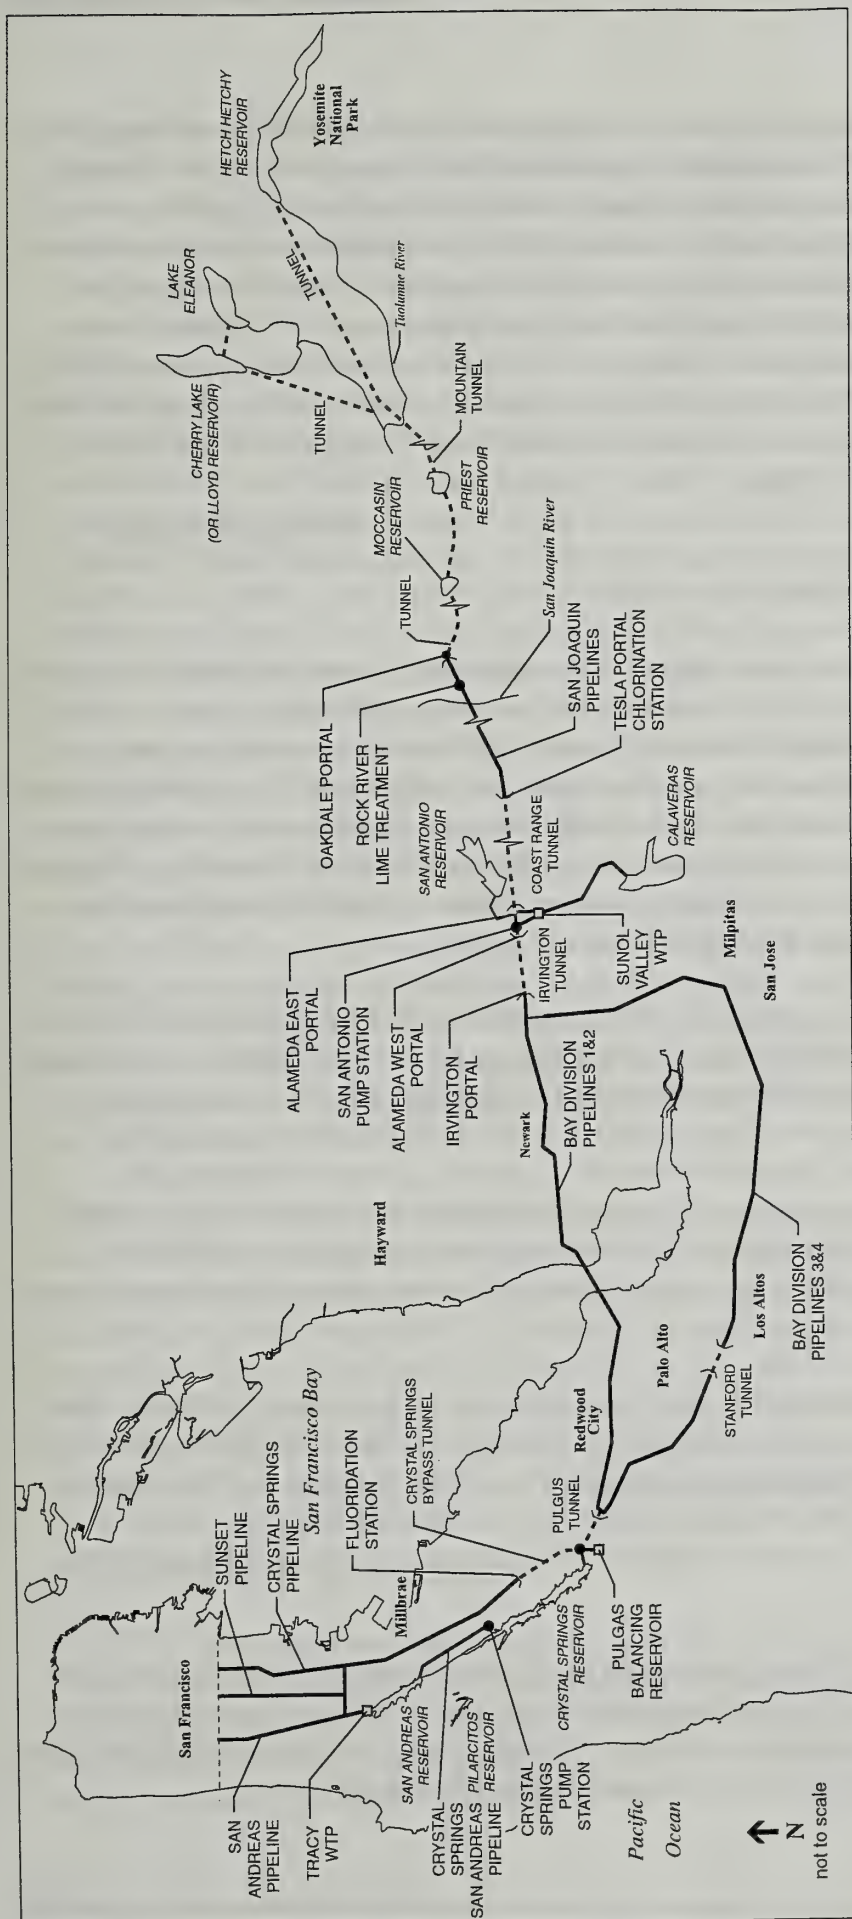 HETCH HETCHY
RESERVOIR
Yosemite
National
Park
LAKE
ELEANOR
TUNNEL
Tuolumne River
CHERRY LAKE
(OR LLOYD RESERVOIR)
TUNNEL
MOUNTAIN
TUNNEL
MOCCASIN
RESERVOIR
PRIEST
RESERVOIR
TUNNEL
San Joaquin River
OAKDALE PORTAL
ROCK RIVER
LIME TREATMENT
SAN JOAQUIN
PIPELINES
TESLA PORTAL
CHLORINATION
STATION
SAN ANTONIO
RESERVOIR
COAST RANGE
TUNNEL
CALAVERAS
RESERVOIR
ALAMEDA EAST
PORTAL
SAN ANTONIO
PUMP STATION
ALAMEDA WEST
PORTAL
IRVINGTON
PORTAL
IRVINGTON
TUNNEL
SUNOL
VALLEY
WTP
Milpitas
San Jose
Newark
BAY DIVISION
PIPELINES 1&2
Hayward
BAY DIVISION
PIPELINES 3&4
Los Altos
Palo Alto
STANFORD
TUNNEL
Redwood
City
San Francisco Bay
PULGUS
TUNNEL
CRYSTAL SPRINGS
BYPASS TUNNEL
FLUORIDATION
STATION
CRYSTAL SPRINGS
PIPELINE
SUNSET
PIPELINE
Millbrae
San Francisco
PULGAS
BALANCING
RESERVOIR
CRYSTAL SPRINGS
RESERVOIR
SAN ANDREAS
RESERVOIR
PILARCITOS
RESERVOIR
SAN
ANDREAS
PIPELINE
TRACY
WTP
CRYSTAL
SPRINGS
SAN ANDREAS
PIPELINE
CRYSTAL
SPRINGS
PUMP
STATION
Pacific
Ocean
N
not to scale